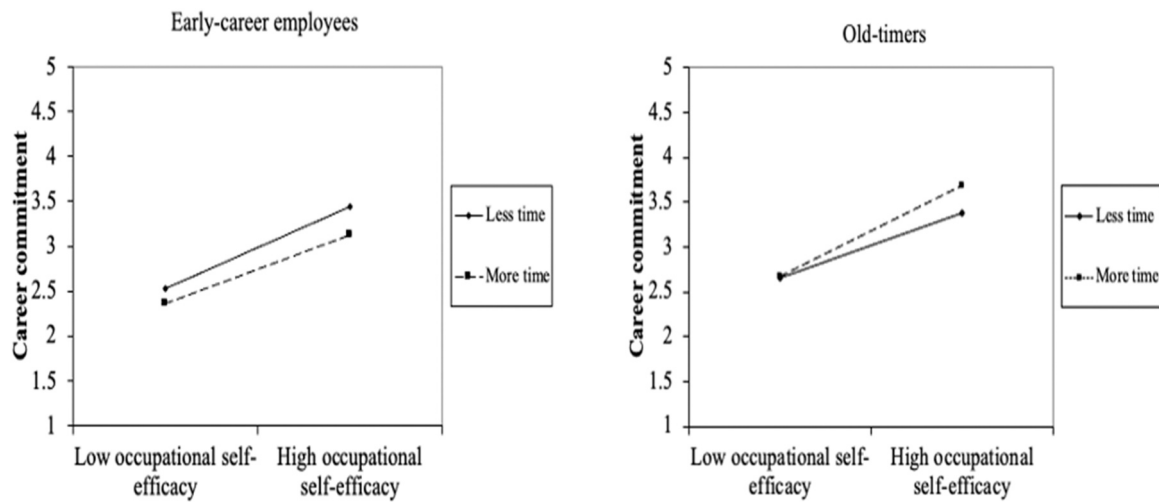 Early-career employees
Career commitment
5
4.5
4
3.5
3
2.5
2
1.5
1
Low occupational self-
efficacy
High occupational
self-efficacy
Less time
More time
Old-timers
Career commitment
5
4.5
4
3.5
3
2.5
2
1.5
1
Low occupational self-
efficacy
High occupational
self-efficacy
Less time
More time